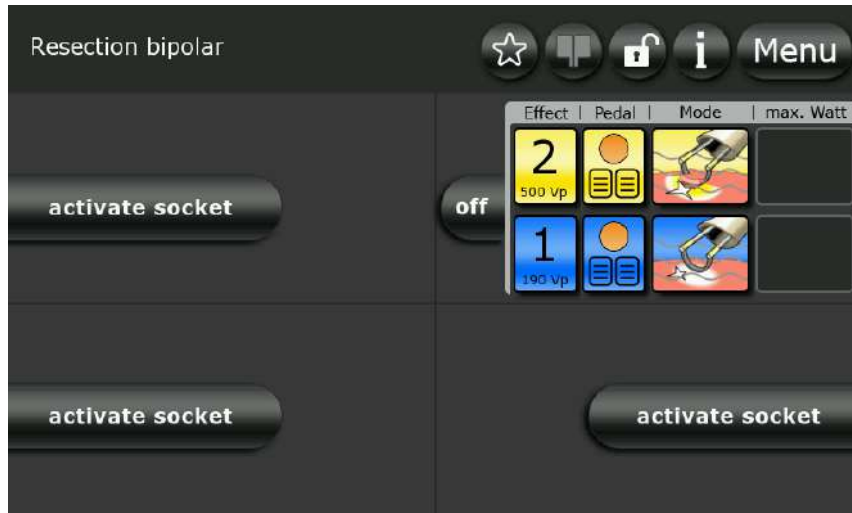 Resection bipolar
i
Menu
Effect | Pedal | Mode | max. Watt
activate socket
off
2
500 Vp
1
190 Vp
activate socket
activate socket